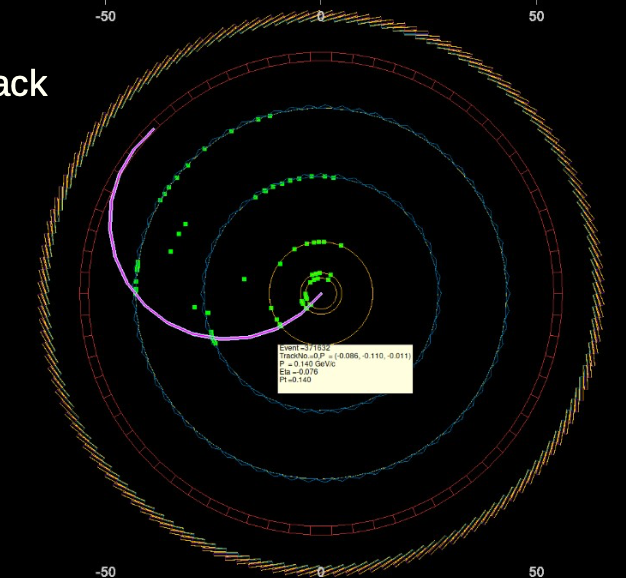 -50 0 50
ack
Event =371632
TrackNo.=0,P = (-0.086, -0.110, -0.011)
P = 0.140 GeV/c
Eta =-0.076
Pt =0.140
-50 0 50